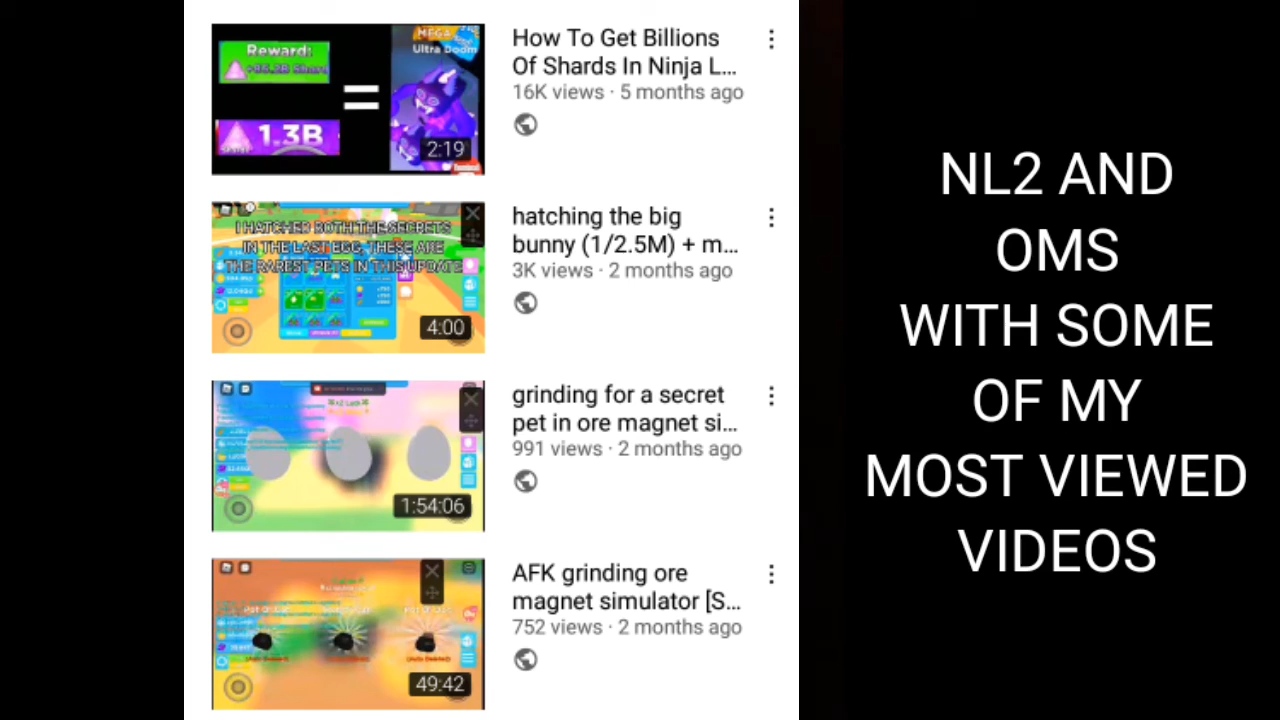 Reward:
1.3B
MEGA
Ultra Doom
2:19
How To Get Billions
Of Shards In Ninja L...
16K views · 5 months ago
I HATCHED BOTH THE SECRETS
IN THE LAST EGG, THESE ARE
THE RAREST PETS IN THIS UPDATE
4:00
hatching the big
bunny (1/2.5M) + m...
3K views · 2 months ago
1:54:06
grinding for a secret
pet in ore magnet si...
991 views · 2 months ago
49:42
AFK grinding ore
magnet simulator [S...
752 views · 2 months ago
NL2 AND
OMS
WITH SOME
OF MY
MOST VIEWED
VIDEOS